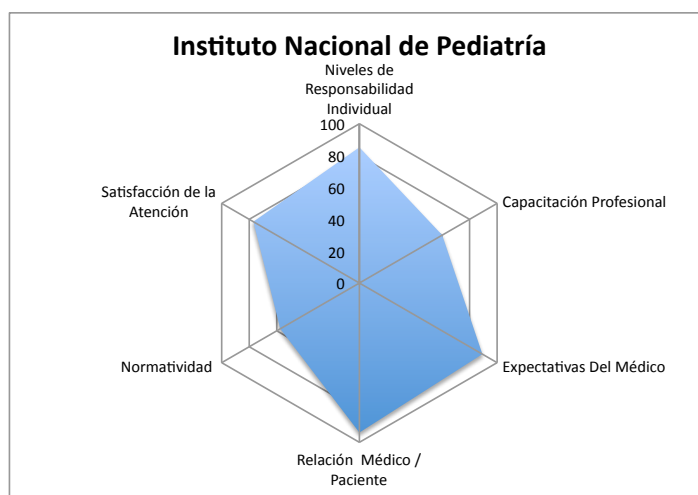 Instituto Nacional de Pediatría
Niveles de
Responsabilidad
Individual
100
80
60
40
20
0
Capacitación Profesional
Expectativas Del Médico
Relación Médico /
Paciente
Normatividad
Satisfacción de la
Atención